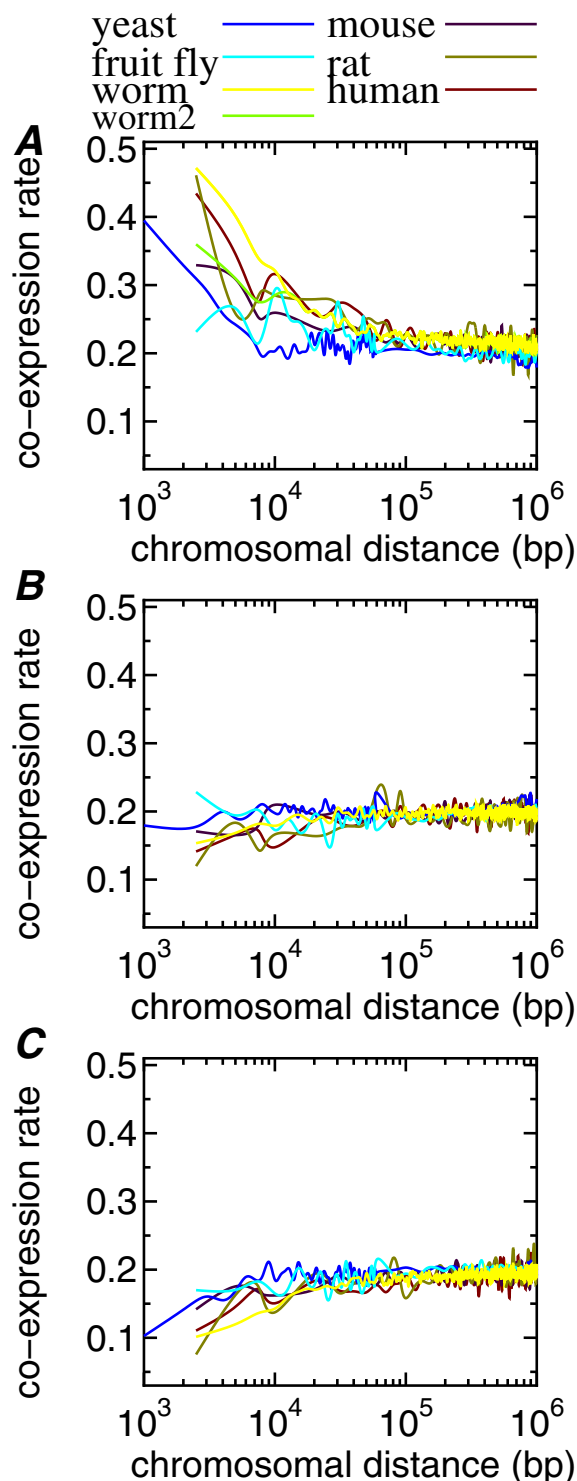 yeast mouse
fruit fly rat
worm human
worm2
A
co−expression rate
0.5
0.4
0.3
0.2
0.1
10³ 10⁴ 10⁵ 10⁶
chromosomal distance (bp)
B
co−expression rate
0.5
0.4
0.3
0.2
0.1
10³ 10⁴ 10⁵ 10⁶
chromosomal distance (bp)
C
co−expression rate
0.5
0.4
0.3
0.2
0.1
10³ 10⁴ 10⁵ 10⁶
chromosomal distance (bp)